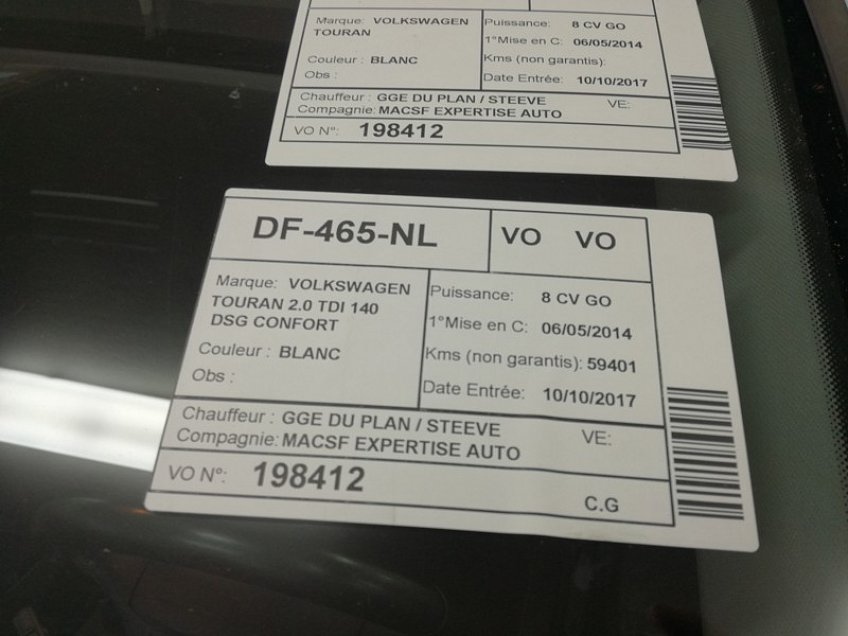 Marque: VOLKSWAGEN
TOURAN
Couleur : BLANC
Obs :
Puissance: 8 CV GO
1°Mise en C: 06/05/2014
Kms (non garantis):
Date Entrée: 10/10/2017
Chauffeur : GGE DU PLAN / STEEVE VE:
Compagnie: MACSF EXPERTISE AUTO
VO N°: 198412
DF-465-NL VO VO
Marque: VOLKSWAGEN
TOURAN 2.0 TDI 140
DSG CONFORT
Couleur : BLANC
Obs :
Puissance: 8 CV GO
1°Mise en C: 06/05/2014
Kms (non garantis): 59401
Date Entrée: 10/10/2017
Chauffeur : GGE DU PLAN / STEEVE VE:
Compagnie: MACSF EXPERTISE AUTO
VO N°: 198412
C.G